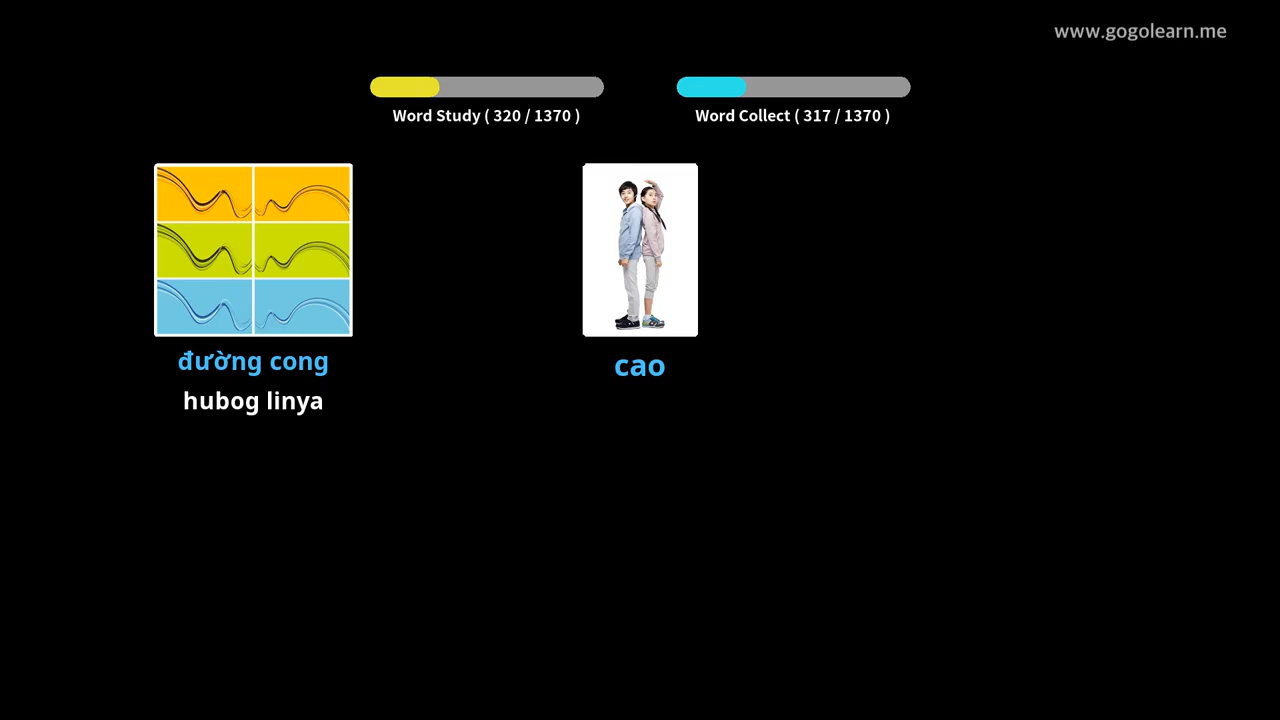 www.gogolearn.me
Word Study ( 320 / 1370 )
Word Collect ( 317 / 1370 )
đường cong
hubog linya
cao